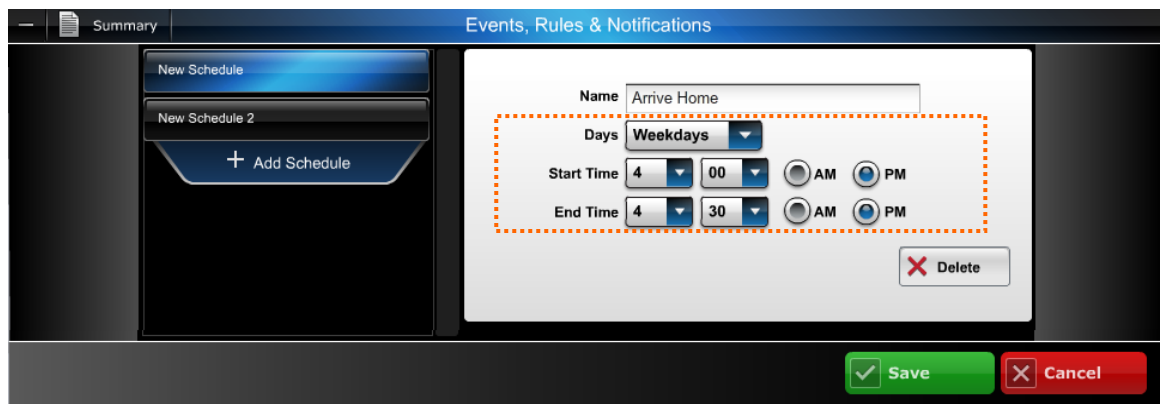 Summary
Events, Rules & Notifications
New Schedule
New Schedule 2
+ Add Schedule
Name Arrive Home
Days Weekdays
Start Time 4 00 AM PM
End Time 4 30 AM PM
Delete
Save
Cancel